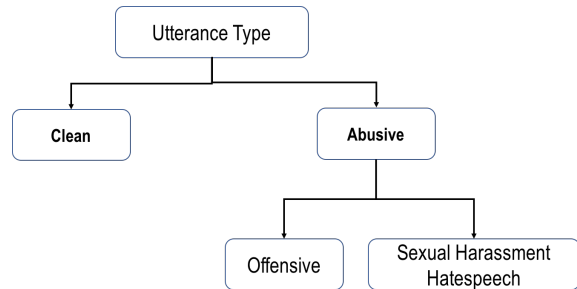 Utterance Type
Clean
Abusive
Offensive
Sexual Harassment
Hatespeech